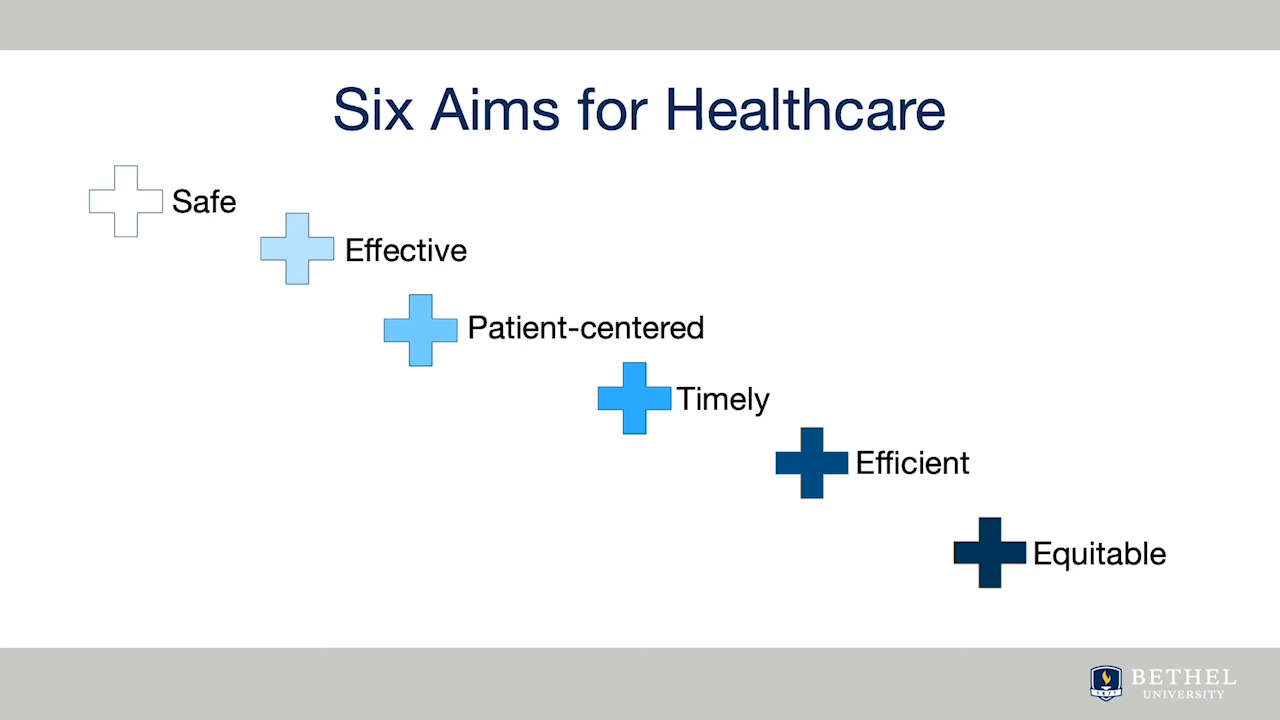 Six Aims for Healthcare
Safe
Effective
Patient-centered
Timely
Efficient
Equitable
BETHEL
UNIVERSITY